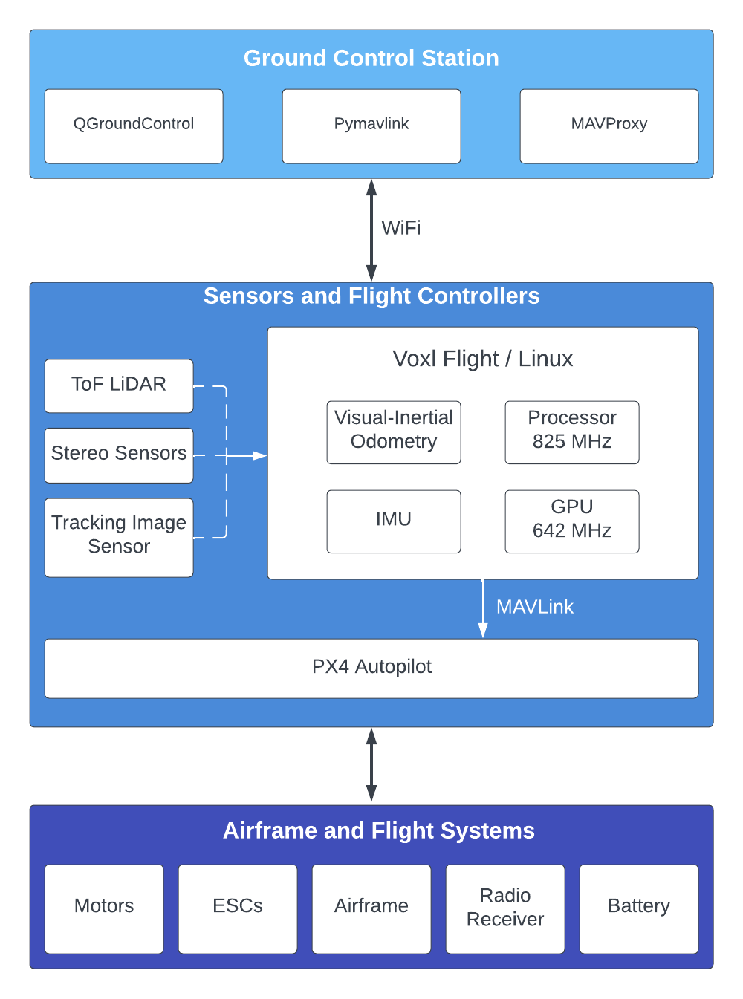 Ground Control Station
QGroundControl
Pymavlink
MAVProxy
WiFi
Sensors and Flight Controllers
ToF LiDAR
Stereo Sensors
Tracking Image
Sensor
Voxl Flight / Linux
Visual-Inertial
Odometry
Processor
825 MHz
IMU
GPU
642 MHz
MAVLink
PX4 Autopilot
Airframe and Flight Systems
Motors
ESCs
Airframe
Radio
Receiver
Battery